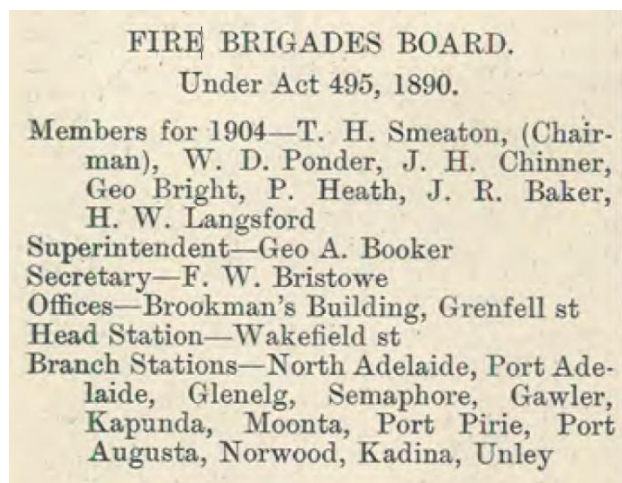 FIRE BRIGADES BOARD.
Under Act 495, 1890.
Members for 1904—T. H. Smeaton, (Chair-
man), W. D. Ponder, J. H. Chinner,
Geo Bright, P. Heath, J. R. Baker,
H. W. Langsford
Superintendent—Geo A. Booker
Secretary—F. W. Bristowe
Offices—Brookman's Building, Grenfell st
Head Station—Wakefield st
Branch Stations—North Adelaide, Port Ade-
laide, Glenelg, Semaphore, Gawler,
Kapunda, Moonta, Port Pirie, Port
Augusta, Norwood, Kadina, Unley